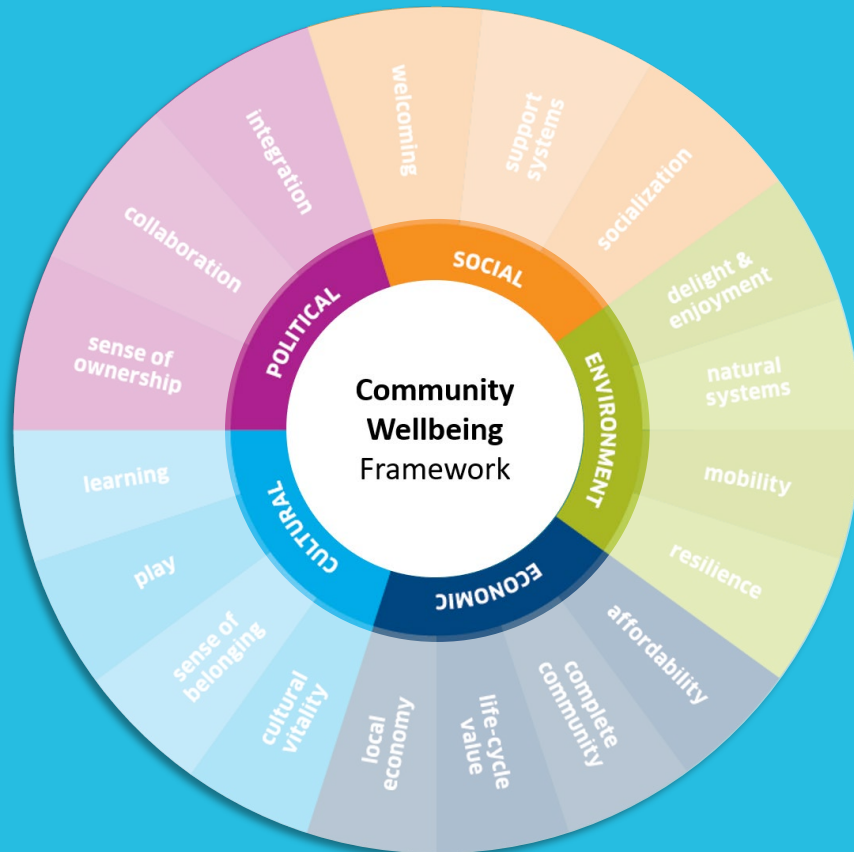 Community
Wellbeing
Framework
SOCIAL
welcoming
support
systems
socialization
ENVIRONMENT
delight &
enjoyment
natural
systems
mobility
resilience
ECONOMIC
affordability
complete
community
life-cycle
value
local
economy
CULTURAL
cultural
vitality
sense of
belonging
play
learning
POLITICAL
sense of
ownership
collaboration
integration